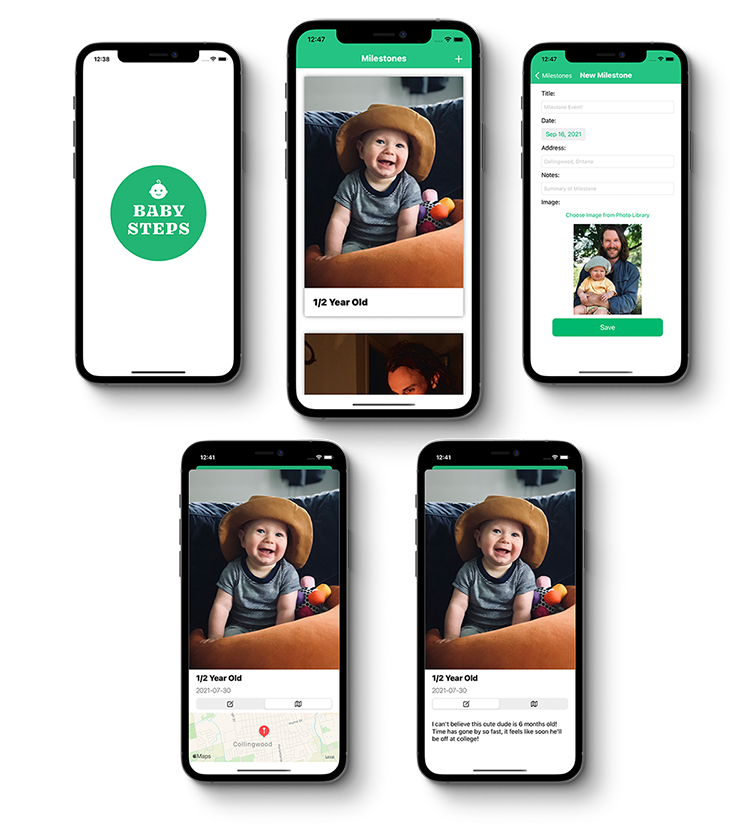 12:38
BABY
STEPS
12:47
Milestones
+
1/2 Year Old
12:47
Milestones
New Milestone
Title:
Milestone Event!
Date:
Sep 16, 2021
Address:
Collingwood, Ontario
Notes:
Summary of Milestone
Image:
Choose Image from Photo Library
Save
12:41
1/2 Year Old
2021-07-30
Hume St
Collingwood
Maps
Legal
12:41
1/2 Year Old
2021-07-30
I can't believe this cute dude is 6 months old!
Time has gone by so fast, it feels like soon he'll
be off at college!